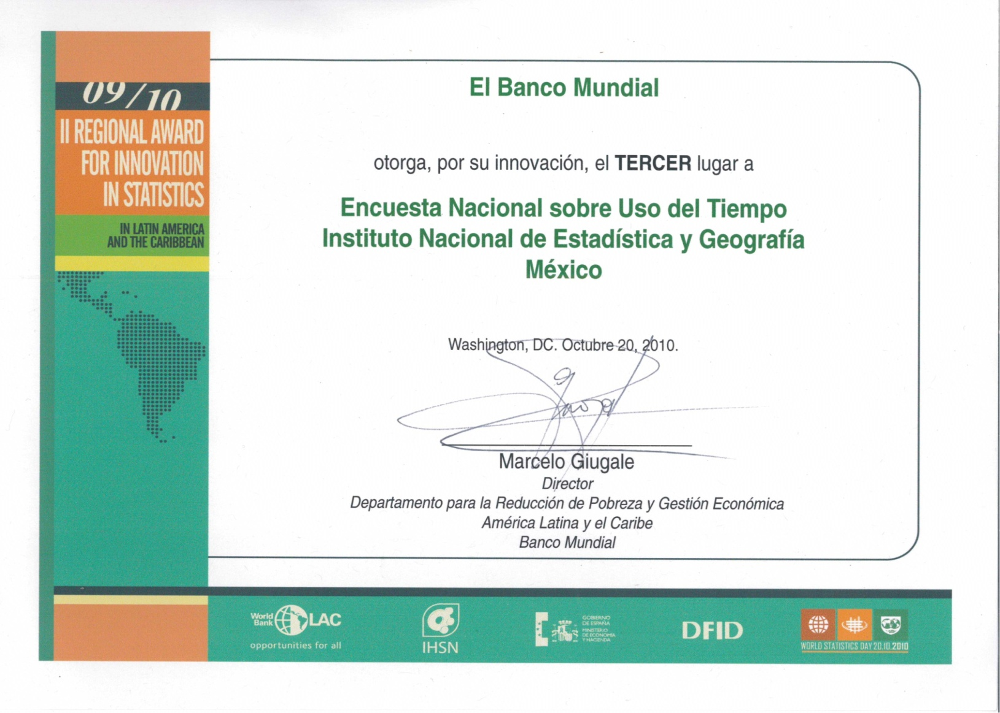 09/10
II REGIONAL AWARD
FOR INNOVATION
IN STATISTICS
IN LATIN AMERICA
AND THE CARIBBEAN
El Banco Mundial
otorga, por su innovación, el TERCER lugar a
Encuesta Nacional sobre Uso del Tiempo
Instituto Nacional de Estadística y Geografía
México
Washington, DC. Octubre 20, 2010.
Marcelo Giugale
Director
Departamento para la Reducción de Pobreza y Gestión Económica
América Latina y el Caribe
Banco Mundial
World
Bank
LAC
opportunities for all
IHSN
GOBIERNO
DE ESPAÑA
MINISTERIO
DE ECONOMÍA
Y HACIENDA
DFID
WORLD STATISTICS DAY 20.10.2010